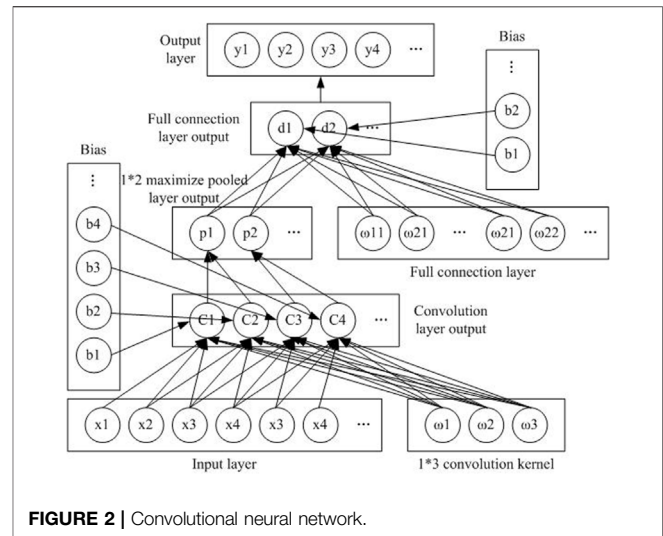 Output
layer
y1 y2 y3 y4 ...
Bias
...
b2
b1
Full connection
layer output
d1 d2 ...
Bias
...
b4
b3
b2
b1
1*2 maximize pooled
layer output
p1 p2 ...
ω11 ω21 ... ω21 ω22 ...
Full connection layer
C1 C2 C3 C4 ...
Convolution
layer output
x1 x2 x3 x4 x3 x4 ...
Input layer
ω1 ω2 ω3
1*3 convolution kernel
FIGURE 2 | Convolutional neural network.